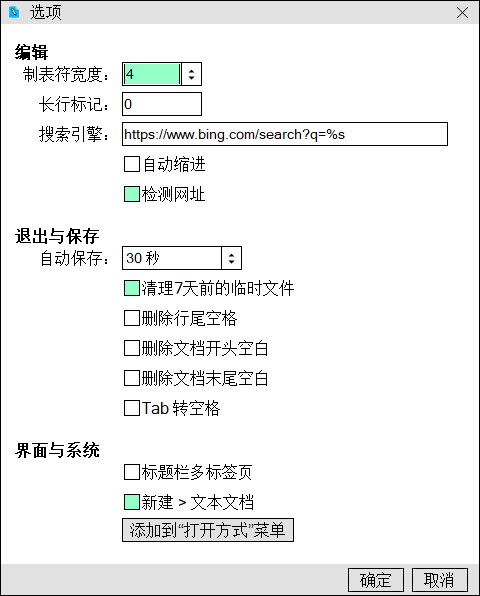 选项
编辑
制表符宽度： 4
长行标记： 0
搜索引擎： https://www.bing.com/search?q=%s
自动缩进
检测网址
退出与保存
自动保存： 30 秒
清理7天前的临时文件
删除行尾空格
删除文档开头空白
删除文档末尾空白
Tab 转空格
界面与系统
标题栏多标签页
新建 > 文本文档
添加到“打开方式”菜单
确定 取消